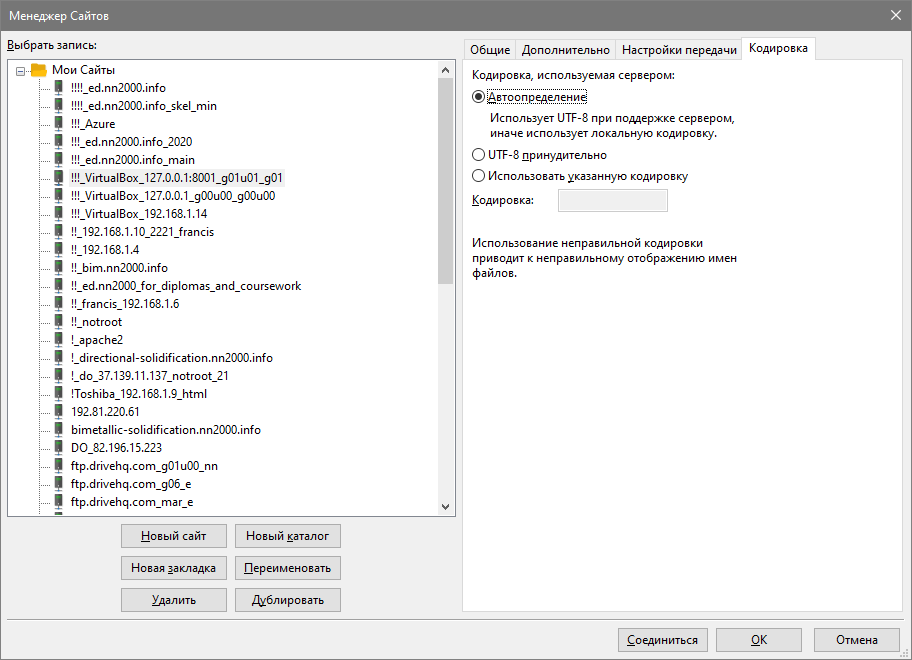 Менеджер Сайтов
Выбрать запись:
Мои Сайты
!!!!_ed.nn2000.info
!!!!_ed.nn2000.info_skel_min
!!!_Azure
!!!_ed.nn2000.info_2020
!!!_ed.nn2000.info_main
!!!_VirtualBox_127.0.0.1:8001_g01u01_g01
!!!_VirtualBox_127.0.0.1_g00u00_g00u00
!!!_VirtualBox_192.168.1.14
!!_192.168.1.10_2221_francis
!!_192.168.1.4
!!_bim.nn2000.info
!!_ed.nn2000_for_diplomas_and_coursework
!!_francis_192.168.1.6
!!_notroot
!_apache2
!_directional-solidification.nn2000.info
!_do_37.139.11.137_notroot_21
!Toshiba_192.168.1.9_html
192.81.220.61
bimetallic-solidification.nn2000.info
DO_82.196.15.223
ftp.drivehq.com_g01u00_nn
ftp.drivehq.com_g06_e
ftp.drivehq.com_mar_e
Новый сайт
Новый каталог
Новая закладка
Переименовать
Удалить
Дублировать
Общие
Дополнительно
Настройки передачи
Кодировка
Кодировка, используемая сервером:
Автоопределение
Использует UTF-8 при поддержке сервером,
иначе использует локальную кодировку.
UTF-8 принудительно
Использовать указанную кодировку
Кодировка:
Использование неправильной кодировки
приводит к неправильному отображению имен
файлов.
Соединиться
OK
Отмена